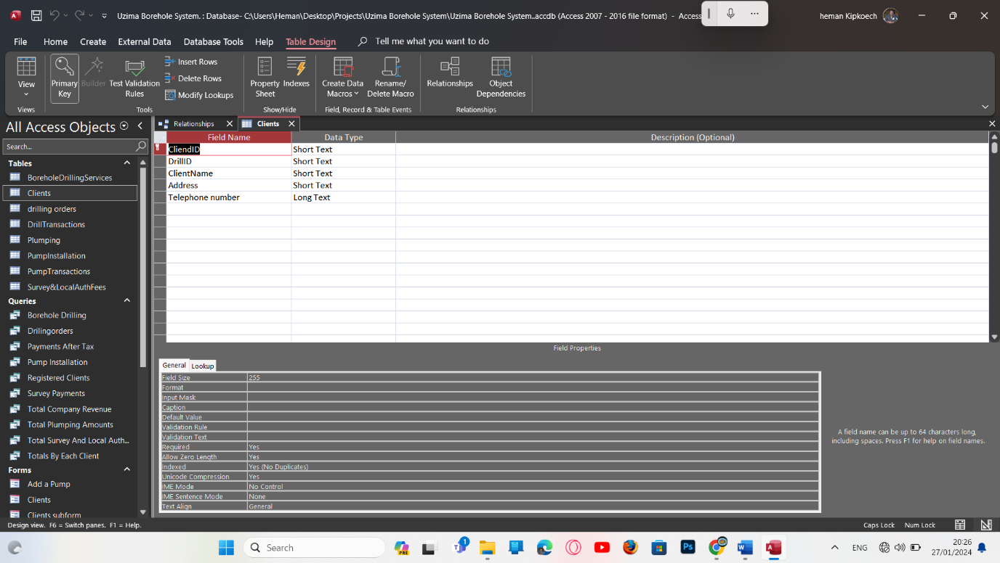 Uzima Borehole System. : Database- C:\Users\Heman\Desktop\Projects\Uzima Borehole System\Uzima Borehole System..accdb (Access 2007 - 2016 file format) - Access
heman Kipkoech
File Home Create External Data Database Tools Help Table Design Tell me what you want to do
View
Primary Key
Builder
Test Validation Rules
Insert Rows
Delete Rows
Modify Lookups
Property Sheet
Indexes
Create Data Macros
Rename/ Delete Macro
Relationships
Object Dependencies
Views Tools Show/Hide Field, Record & Table Events Relationships
All Access Objects
Search...
Tables
BoreholeDrillingServices
Clients
drilling orders
DrillTransactions
Plumping
PumpInstallation
PumpTransactions
Survey&LocalAuthFees
Queries
Borehole Drilling
Drilingorders
Payments After Tax
Pump Installation
Registered Clients
Survey Payments
Total Company Revenue
Total Plumping Amounts
Total Survey And Local Auth...
Totals By Each Client
Forms
Add a Pump
Clients
Clients subform
Relationships Clients
Field Name Data Type Description (Optional)
CliendID Short Text
DrillID Short Text
ClientName Short Text
Address Short Text
Telephone number Long Text
Field Properties
General Lookup
Field Size 255
Format
Input Mask
Caption
Default Value
Validation Rule
Validation Text
Required Yes
Allow Zero Length Yes
Indexed Yes (No Duplicates)
Unicode Compression Yes
IME Mode No Control
IME Sentence Mode None
Text Align General
A field name can be up to 64 characters long,
including spaces. Press F1 for help on field names.
Design view. F6 = Switch panes. F1 = Help.
Caps Lock Num Lock
Search
PRE
1
Ps
ENG
20:26
27/01/2024